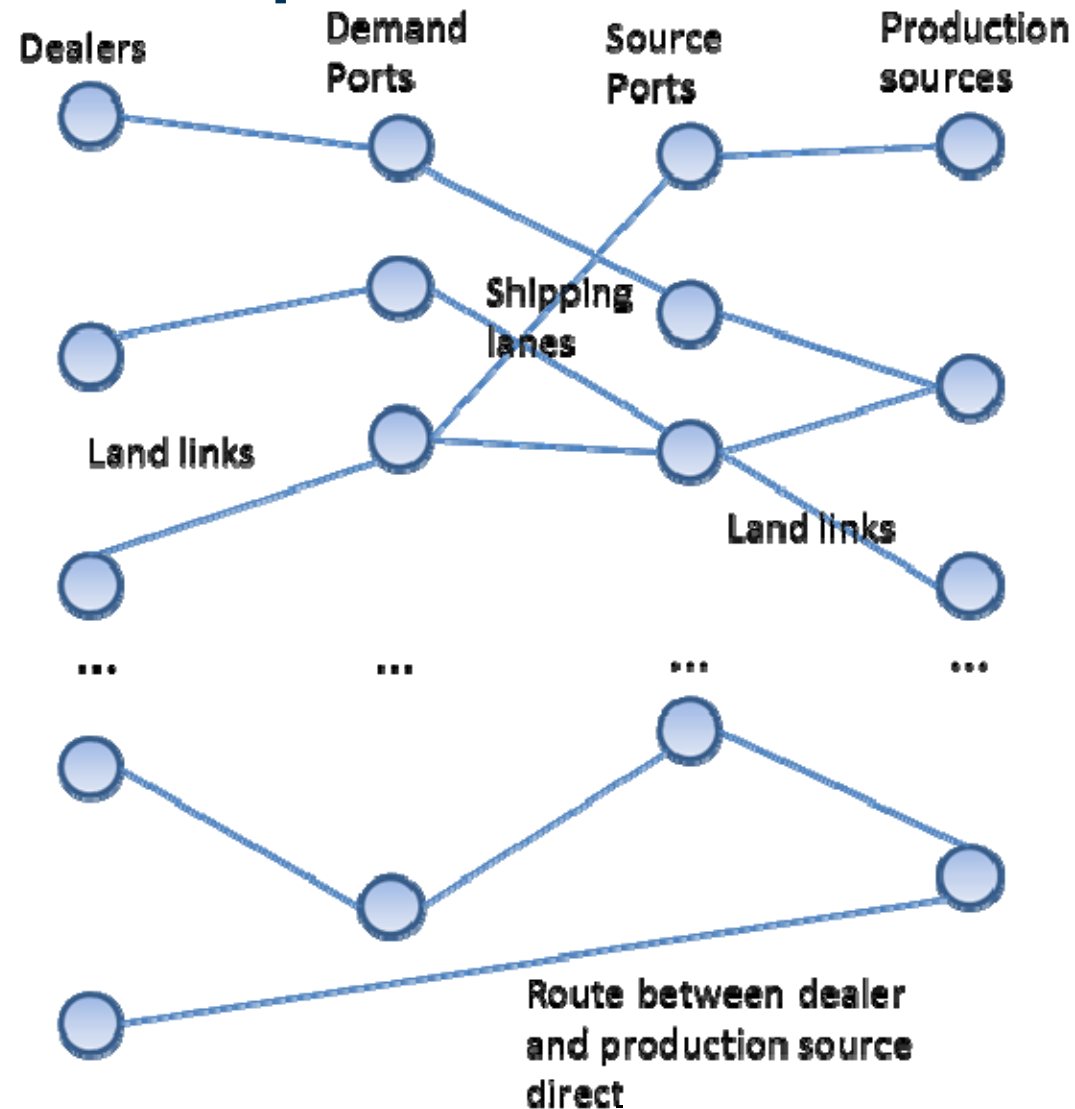 Dealers
Demand
Ports
Source
Ports
Production
sources
Shipping
lanes
Land links
Land links
...
...
...
...
Route between dealer
and production source
direct